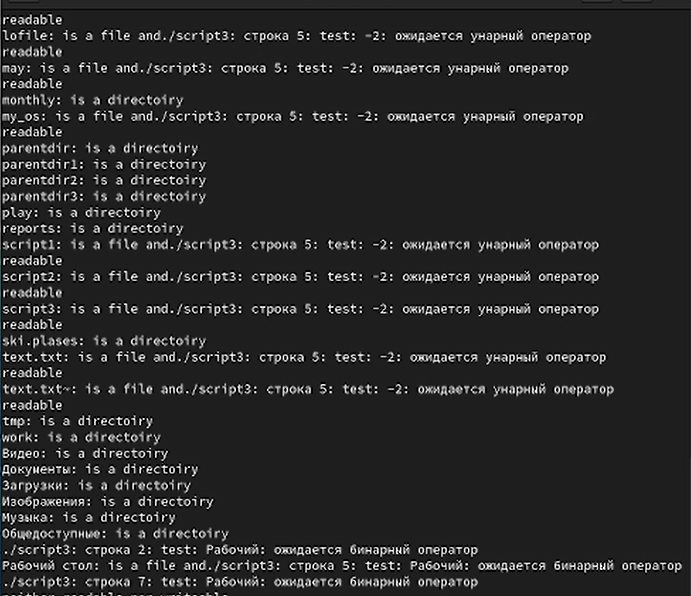 readable
lofile: is a file and./script3: строка 5: test: -2: ожидается унарный оператор
readable
may: is a file and./script3: строка 5: test: -2: ожидается унарный оператор
readable
monthly: is a directoiry
my_os: is a file and./script3: строка 5: test: -2: ожидается унарный оператор
readable
parentdir: is a directoiry
parentdir1: is a directoiry
parentdir2: is a directoiry
parentdir3: is a directoiry
play: is a directoiry
reports: is a directoiry
script1: is a file and./script3: строка 5: test: -2: ожидается унарный оператор
readable
script2: is a file and./script3: строка 5: test: -2: ожидается унарный оператор
readable
script3: is a file and./script3: строка 5: test: -2: ожидается унарный оператор
readable
ski.plases: is a directoiry
text.txt: is a file and./script3: строка 5: test: -2: ожидается унарный оператор
readable
text.txt~: is a file and./script3: строка 5: test: -2: ожидается унарный оператор
readable
tmp: is a directoiry
work: is a directoiry
Видео: is a directoiry
Документы: is a directoiry
Загрузки: is a directoiry
Изображения: is a directoiry
Музыка: is a directoiry
Общедоступные: is a directoiry
./script3: строка 2: test: Рабочий: ожидается бинарный оператор
Рабочий стол: is a file and./script3: строка 5: test: Рабочий: ожидается бинарный оператор
./script3: строка 7: test: Рабочий: ожидается бинарный оператор